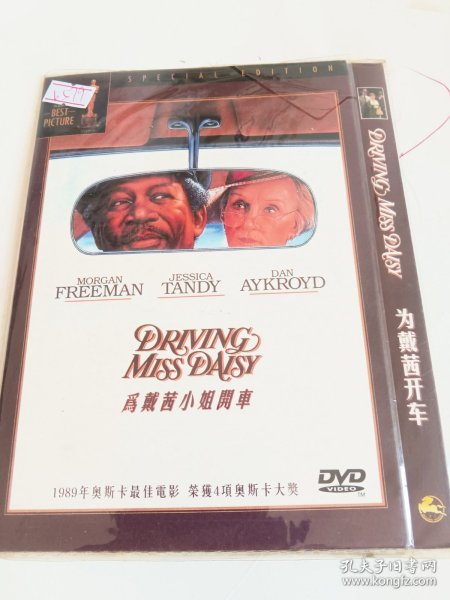 SPECIAL EDITION
BEST
PICTURE
MORGAN
FREEMAN
JESSICA
TANDY
DAN
AYKROYD
DRIVING
MISS DAISY
爲戴茜小姐開車
1989年奥斯卡最佳電影 榮獲4項奥斯卡大獎
DVD
VIDEO
TM
DRIVING MISS DAISY
为戴茜开车
孔夫子旧书网
www.kongfz.com